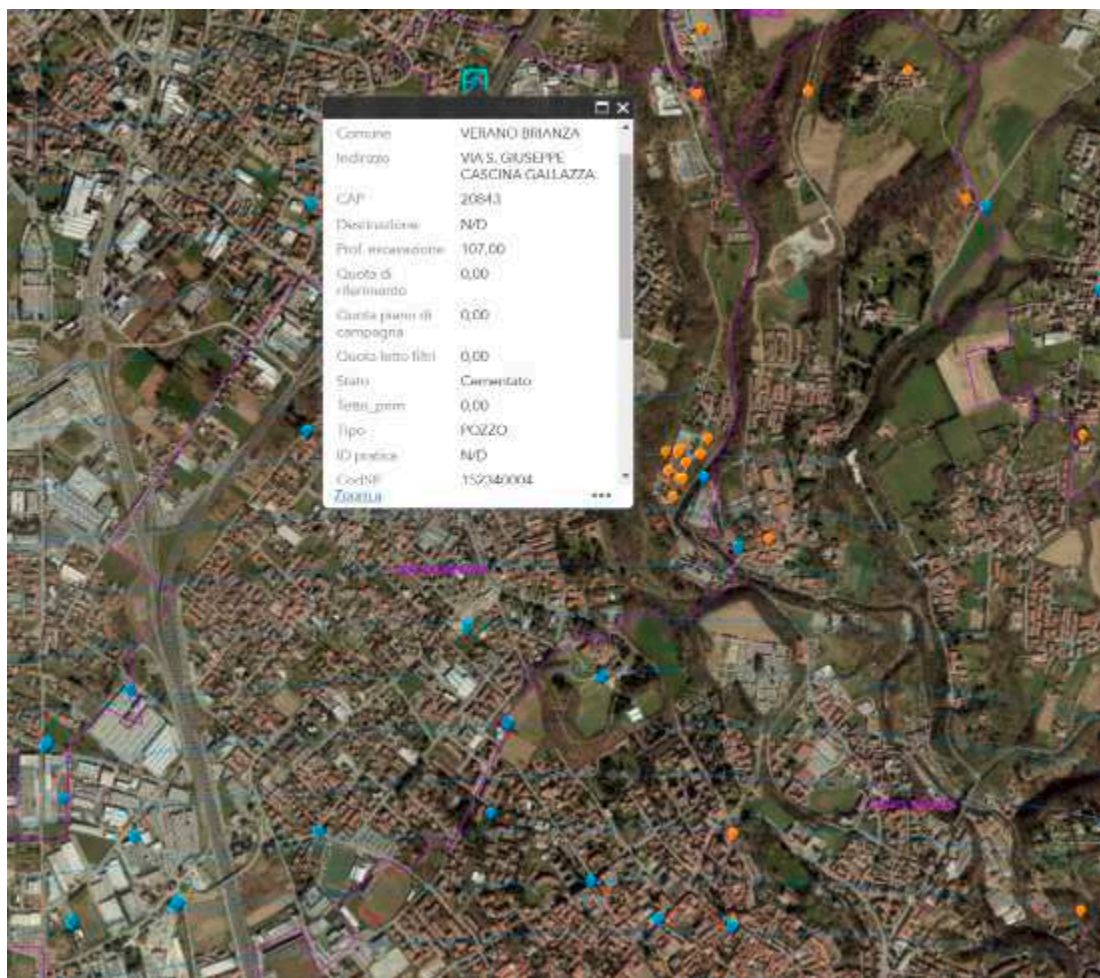 Comune VERANO BRIANZA
Indirizzo VIA S. GIUSEPPE
CASCINA GALLAZZA
CAP 20843
Destinazione N/D
Prof. escavazione 107,00
Quota di 0,00
riferimento
Quota piano di 0,00
campagna
Quota letto filtri 0,00
Stato Cementato
0,00
Tipo POZZO
ID pratica N/D
CodSIF 152340004
Zoom a